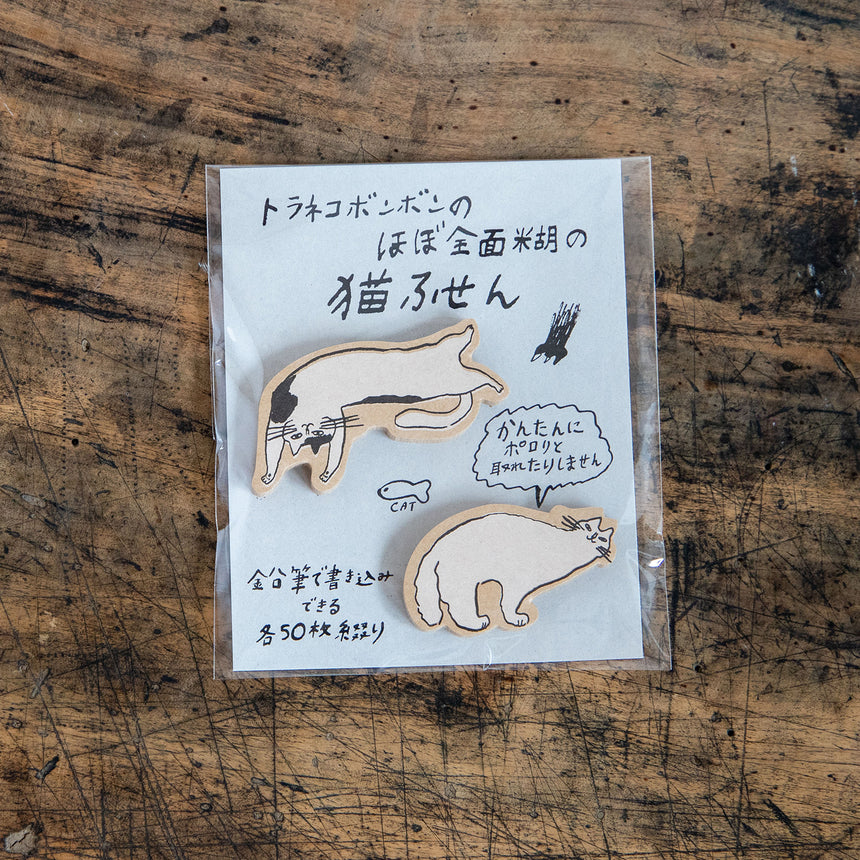 トラネコボンボンの
ほぼ全面糊の
猫ふせん
かんたんに
ポロリと
取れたりしません
CAT
鉛筆で書き込み
できる
各50枚綴り